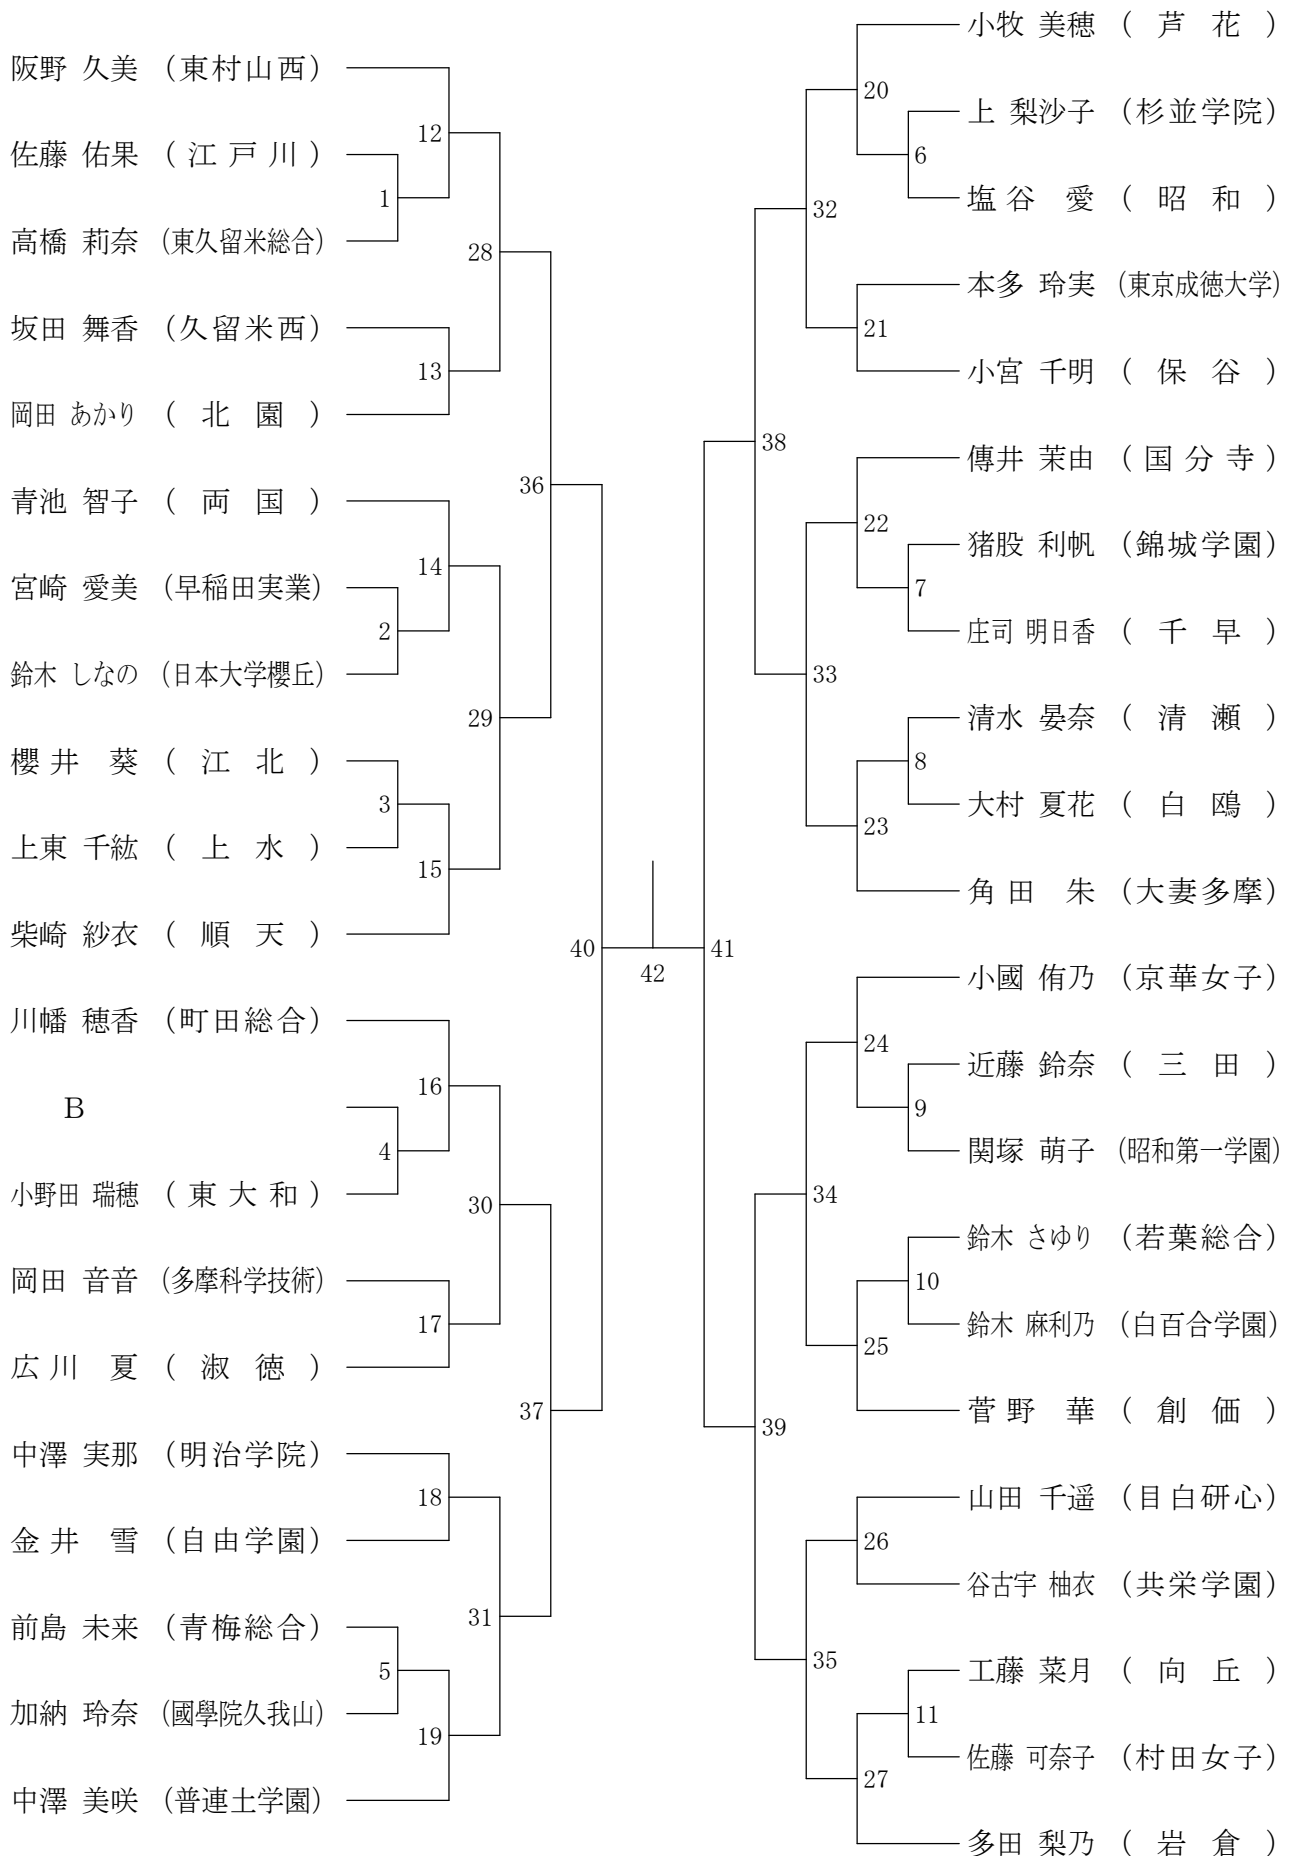 阪野 久美 (東村山西)
佐藤 佑果 (江戸川)
高橋 莉奈 (東久留米総合)
坂田 舞香 (久留米西)
岡田 あかり (北園)
青池 智子 (両国)
宮崎 愛美 (早稲田実業)
鈴木 しなの (日本大学櫻丘)
櫻井 葵 (江北)
上東 千紘 (上水)
柴崎 紗衣 (順天)
川幡 穂香 (町田総合)
B
小野田 瑞穂 (東大和)
岡田 音音 (多摩科学技術)
広川 夏 (淑徳)
中澤 実那 (明治学院)
金井 雪 (自由学園)
前島 未来 (青梅総合)
加納 玲奈 (國學院久我山)
中澤 美咲 (普連土学園)
1
2
3
4
5
12
13
14
15
16
17
18
19
28
29
30
31
36
37
40
42
41
38
39
32
33
34
35
20
21
22
23
24
25
26
27
6
7
8
9
10
11
小牧 美穂 (芦花)
上 梨沙子 (杉並学院)
塩谷 愛 (昭和)
本多 玲実 (東京成徳大学)
小宮 千明 (保谷)
傳井 茉由 (国分寺)
猪股 利帆 (錦城学園)
庄司 明日香 (千早)
清水 晏奈 (清瀬)
大村 夏花 (白鴎)
角田 朱 (大妻多摩)
小國 侑乃 (京華女子)
近藤 鈴奈 (三田)
関塚 萌子 (昭和第一学園)
鈴木 さゆり (若葉総合)
鈴木 麻利乃 (白百合学園)
菅野 華 (創価)
山田 千遥 (目白研心)
谷古宇 柚衣 (共栄学園)
工藤 菜月 (向丘)
佐藤 可奈子 (村田女子)
多田 梨乃 (岩倉)